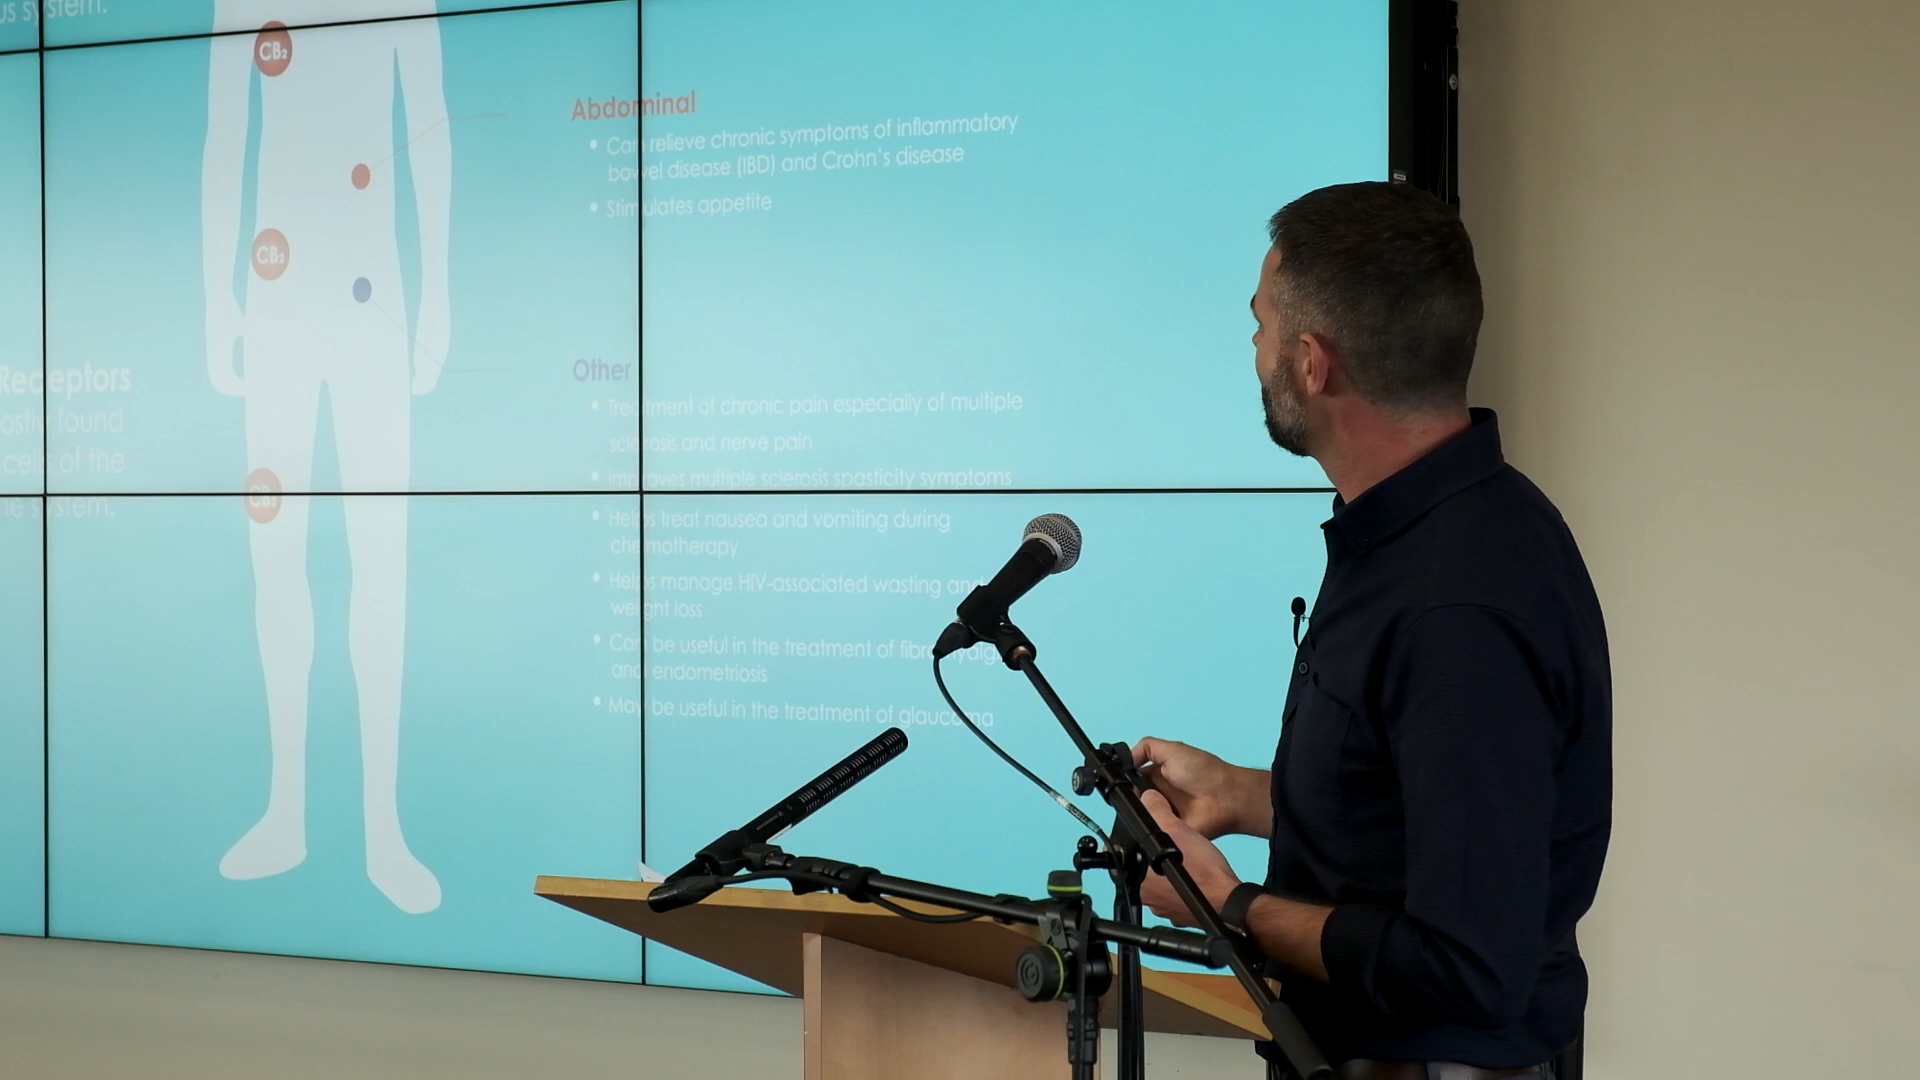 us system.
CB₂
Abdominal
• Can relieve chronic symptoms of inflammatory
bowel disease (IBD) and Crohn's disease
• Stimulates appetite
CB₂
Receptors
found
cells of the
system.
CB₂
Other
• Treatment of chronic pain especially of multiple
sclerosis and nerve pain
• Improves multiple sclerosis spasticity symptoms
• Helps treat nausea and vomiting during
chemotherapy
• Helps manage HIV-associated wasting and
weight loss
• Can be useful in the treatment of
and endometriosis
• May be useful in the treatment of glaucoma